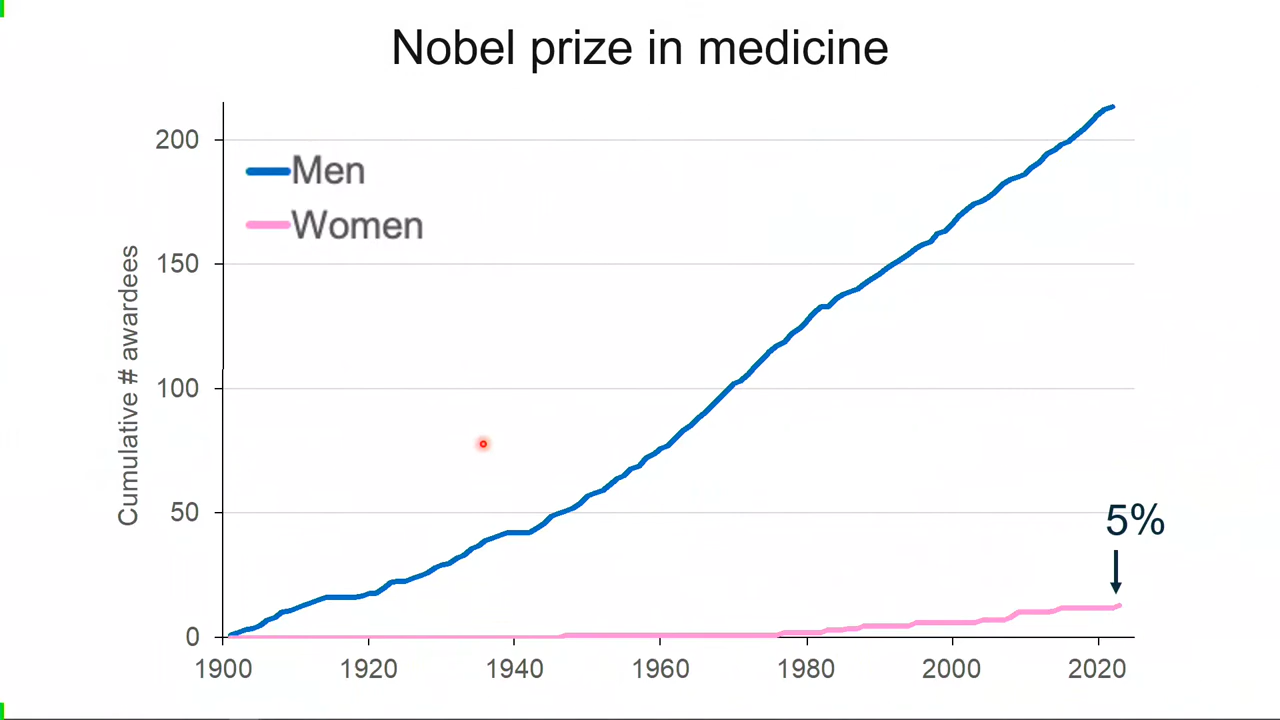 Nobel prize in medicine
200
150
100
50
0
Cumulative # awardees
Men
Women
5%
1900 1920 1940 1960 1980 2000 2020